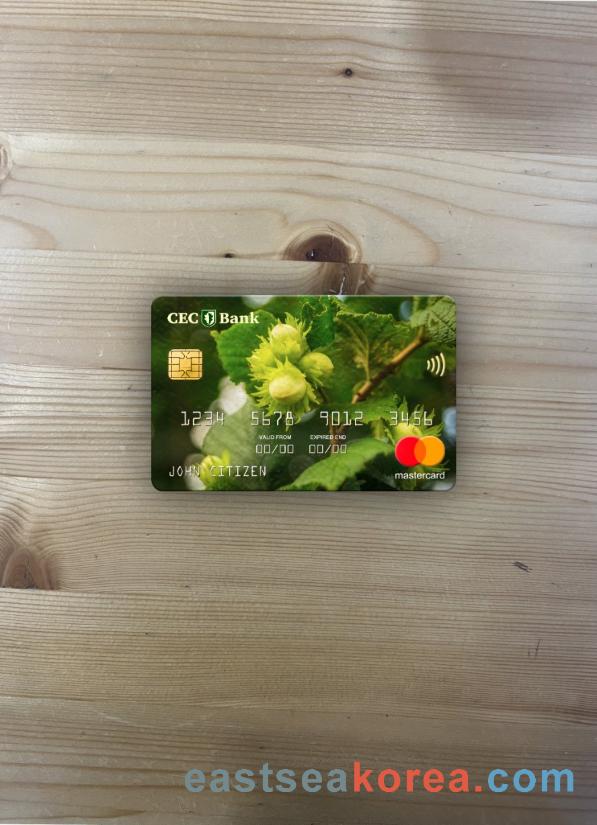 CEC Bank
1234 5678 9012 3456
VALID FROM EXPIRED END
00/00 00/00
JOHN CITIZEN
mastercard
eastseakorea.com